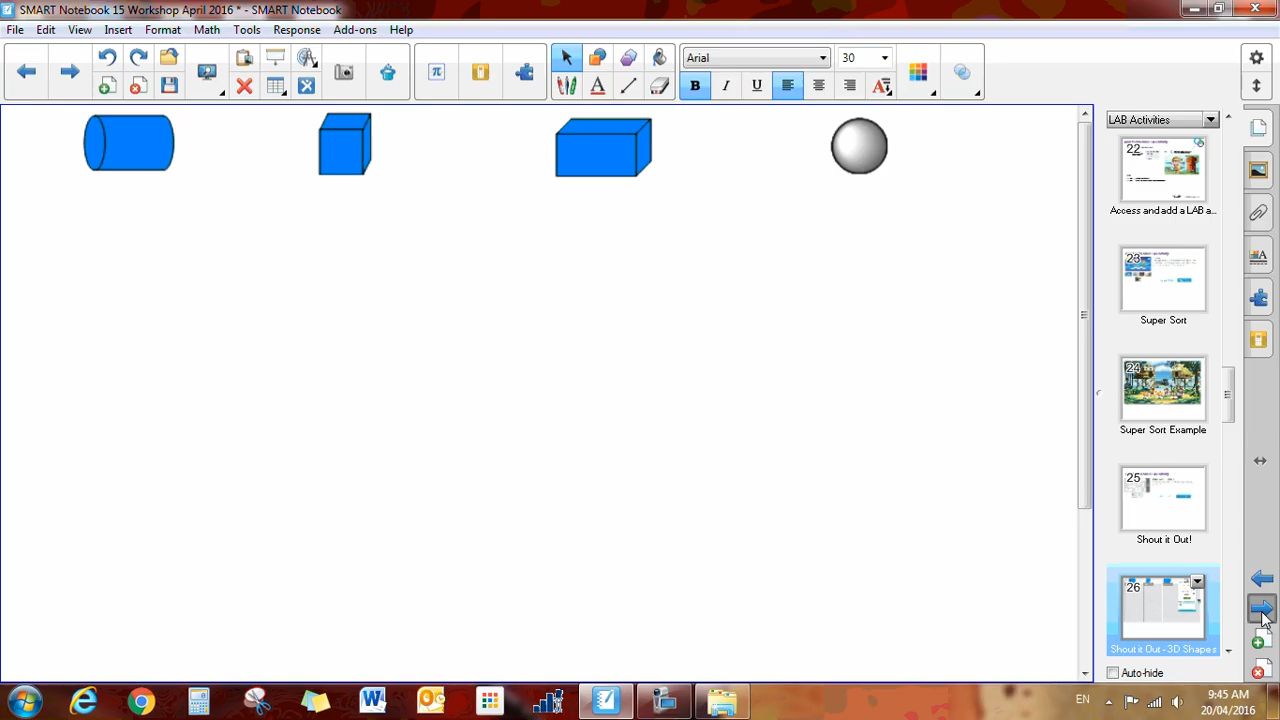 SMART Notebook 15 Workshop April 2016 * - SMART Notebook
File Edit View Insert Format Math Tools Response Add-ons Help
Arial
30
B I U
LAB Activities
22
Access and add a LAB a...
23
Super Sort
24
Super Sort Example
25
Shout it Out!
26
Shout it Out - 3D Shapes
Auto-hide
EN
9:45 AM
20/04/2016